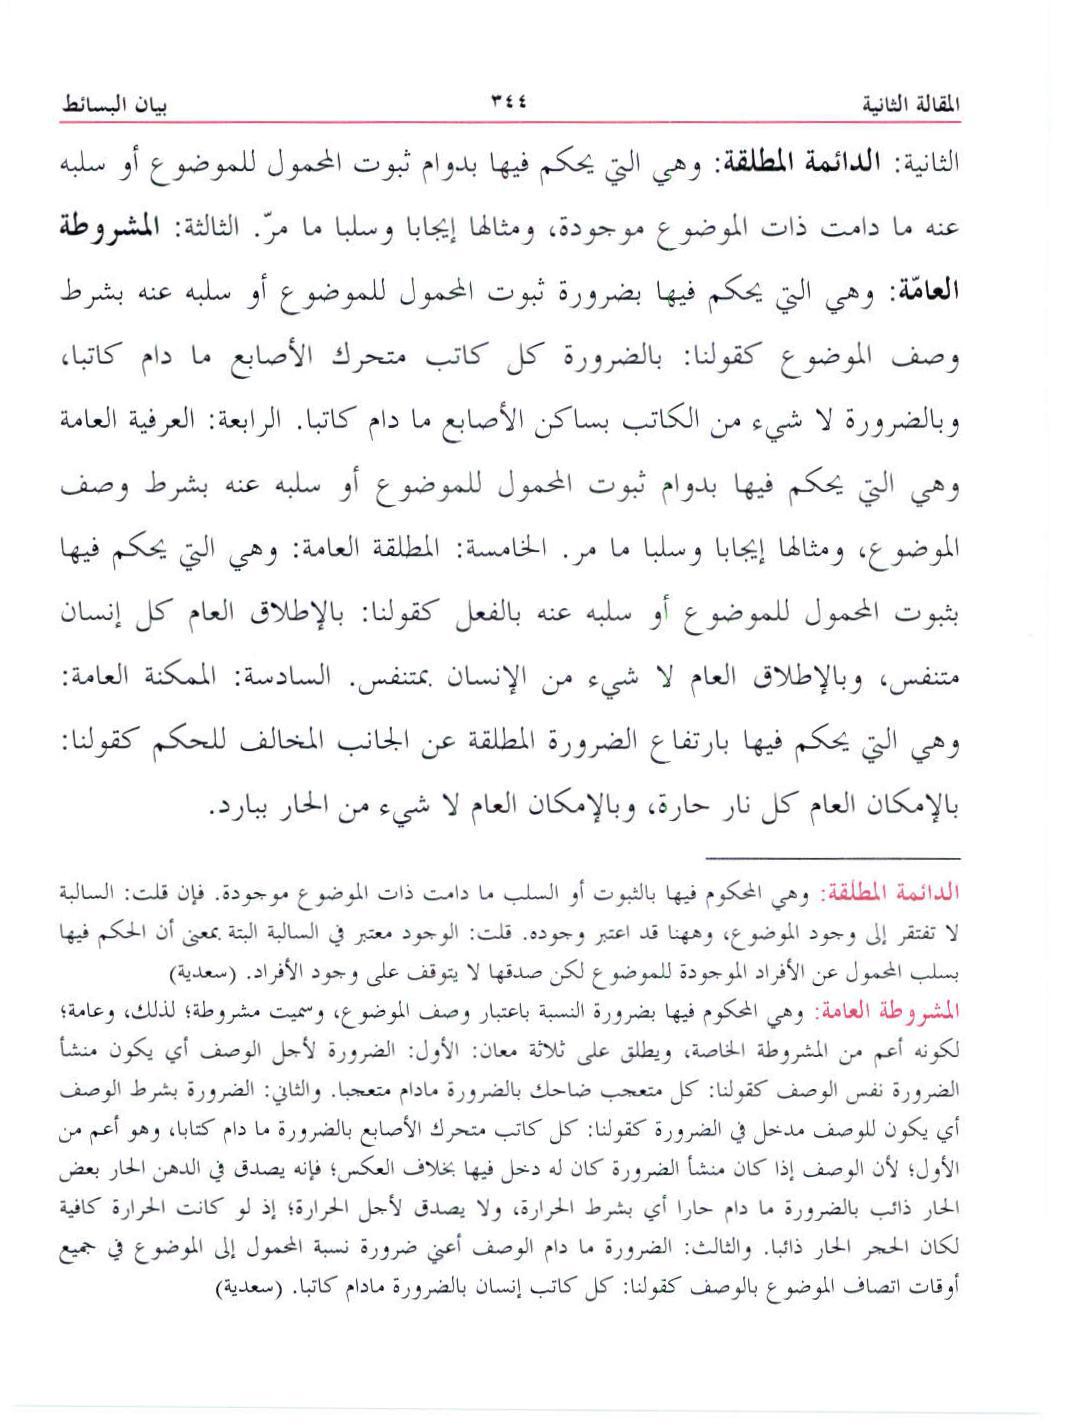 المقالة الثانية ٣٤٤ بيان البسائط
الثانية: الدائمة المطلقة: وهي التي يحكم فيها بدوام ثبوت المحمول للموضوع أو سلبه
عنه ما دامت ذات الموضوع موجودة، ومثالها إيجابا وسلبا ما مرّ. الثالثة: المشروطة
العامّة: وهي التي يحكم فيها بضرورة ثبوت المحمول للموضوع أو سلبه عنه بشرط
وصف الموضوع كقولنا: بالضرورة كل كاتب متحرك الأصابع ما دام كاتبا،
وبالضرورة لا شيء من الكاتب بساكن الأصابع ما دام كاتبا. الرابعة: العرفية العامة
وهي التي يحكم فيها بدوام ثبوت المحمول للموضوع أو سلبه عنه بشرط وصف
الموضوع، ومثالها إيجابا وسلبا ما مر. الخامسة: المطلقة العامة: وهي التي يحكم فيها
بثبوت المحمول للموضوع أو سلبه عنه بالفعل كقولنا: بالإطلاق العام كل إنسان
متنفس، وبالإطلاق العام لا شيء من الإنسان بمتنفس. السادسة: الممكنة العامة:
وهي التي يحكم فيها بارتفاع الضرورة المطلقة عن الجانب المخالف للحكم كقولنا:
بالإمكان العام كل نار حارة، وبالإمكان العام لا شيء من الحار ببارد.
الدائمة المطلقة: وهي المحكوم فيها بالثبوت أو السلب ما دامت ذات الموضوع موجودة. فإن قلت: السالبة
لا تفتقر إلى وجود الموضوع، وههنا قد اعتبر وجوده. قلت: الوجود معتبر في السالبة البتة بمعنى أن الحكم فيها
بسلب المحمول عن الأفراد الموجودة للموضوع لكن صدقها لا يتوقف على وجود الأفراد. (سعدية)
المشروطة العامة: وهي المحكوم فيها بضرورة النسبة باعتبار وصف الموضوع، وسميت مشروطة؛ لذلك، وعامة؛
لكونه أعم من المشروطة الخاصة، ويطلق على ثلاثة معان: الأول: الضرورة لأجل الوصف أي يكون منشأ
الضرورة نفس الوصف كقولنا: كل متعجب ضاحك بالضرورة مادام متعجبا. والثاني: الضرورة بشرط الوصف
أي يكون للوصف مدخل في الضرورة كقولنا: كل كاتب متحرك الأصابع بالضرورة ما دام كتابا، وهو أعم من
الأول؛ لأن الوصف إذا كان منشأ الضرورة كان له دخل فيها بخلاف العكس؛ فإنه يصدق في الدهن الحار بعض
الحار ذائب بالضرورة ما دام حارا أي بشرط الحرارة، ولا يصدق لأجل الحرارة؛ إذ لو كانت الحرارة كافية
لكان الحجر الحار ذائبا. والثالث: الضرورة ما دام الوصف أعني ضرورة نسبة المحمول إلى الموضوع في جميع
أوقات اتصاف الموضوع بالوصف كقولنا: كل كاتب إنسان بالضرورة مادام كاتبا. (سعدية)